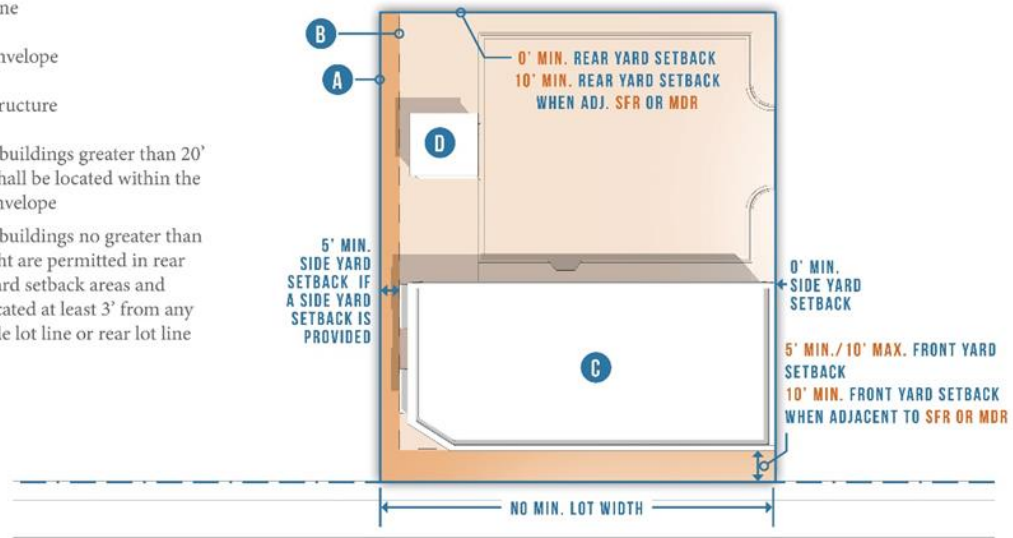 ne
nvelope
ructure
buildings greater than 20'
hall be located within the
nvelope
buildings no greater than
ht are permitted in rear
ard setback areas and
cated at least 3' from any
le lot line or rear lot line
B
A
0' MIN. REAR YARD SETBACK
10' MIN. REAR YARD SETBACK
WHEN ADJ. SFR OR MDR
D
5' MIN.
SIDE YARD
SETBACK IF
A SIDE YARD
SETBACK IS
PROVIDED
0' MIN.
SIDE YARD
SETBACK
C
5' MIN./10' MAX. FRONT YARD
SETBACK
10' MIN. FRONT YARD SETBACK
WHEN ADJACENT TO SFR OR MDR
NO MIN. LOT WIDTH